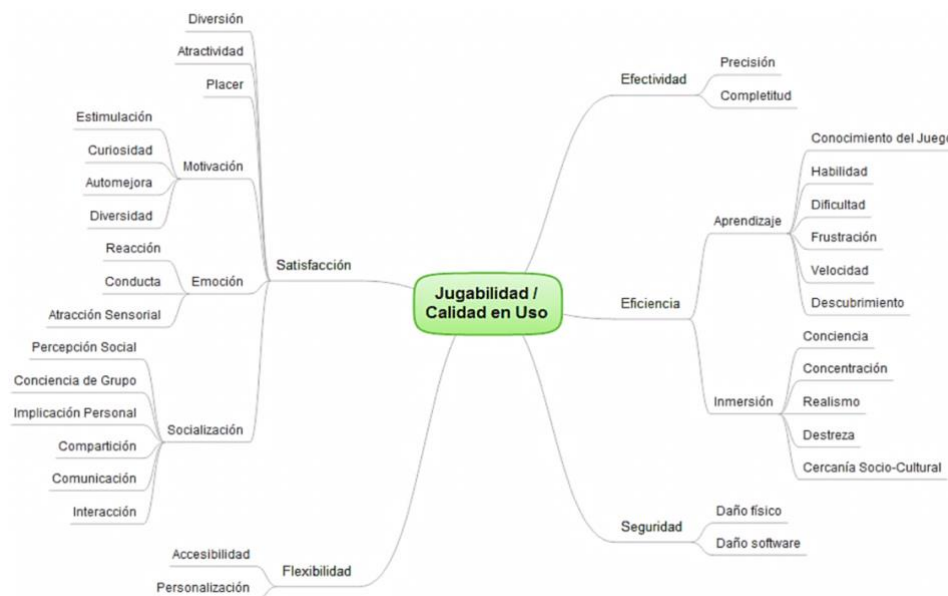 Jugabilidad /
Calidad en Uso
Satisfacción
Diversión
Atractividad
Placer
Motivación
Estimulación
Curiosidad
Automejora
Diversidad
Emoción
Reacción
Conducta
Atracción Sensorial
Socialización
Percepción Social
Conciencia de Grupo
Implicación Personal
Compartición
Comunicación
Interacción
Flexibilidad
Accesibilidad
Personalización
Efectividad
Precisión
Completitud
Eficiencia
Aprendizaje
Conocimiento del Juego
Habilidad
Dificultad
Frustración
Velocidad
Descubrimiento
Inmersión
Conciencia
Concentración
Realismo
Destreza
Cercanía Socio-Cultural
Seguridad
Daño físico
Daño software